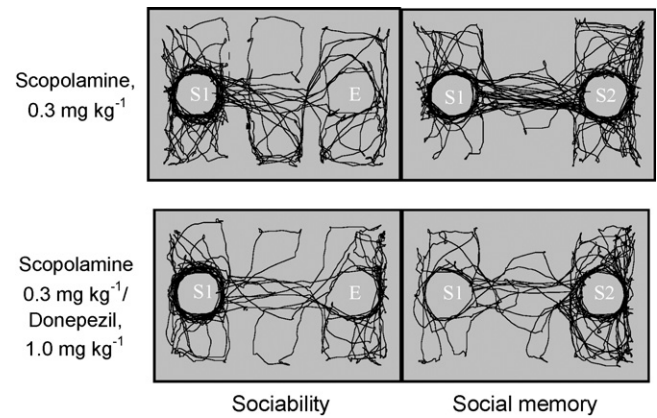 Scopolamine,
0.3 mg kg⁻¹
S1
E
S1
S2
Scopolamine
0.3 mg kg⁻¹/
Donepezil,
1.0 mg kg⁻¹
S1
E
S1
S2
Sociability
Social memory